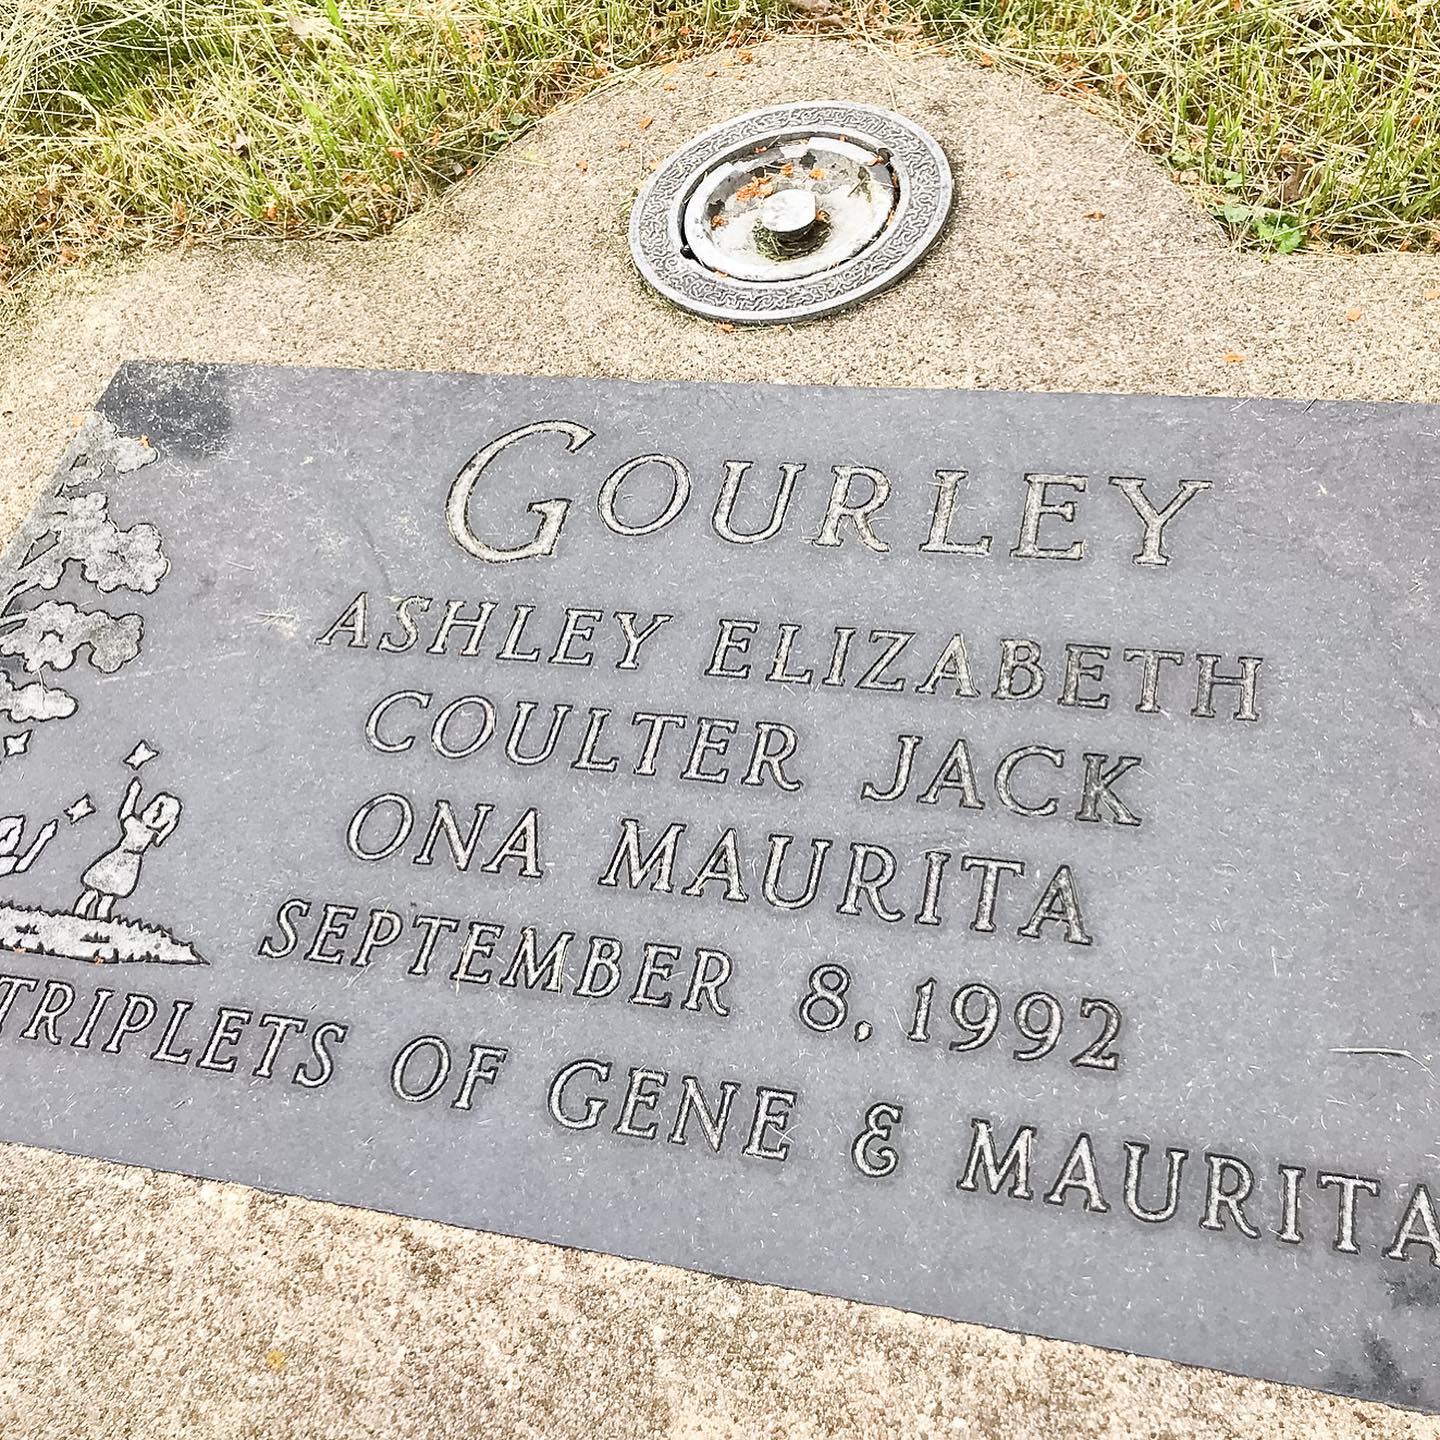 GOURLEY
ASHLEY ELIZABETH
COULTER JACK
ONA MAURITA
SEPTEMBER 8, 1992
TRIPLETS OF GENE & MAURITA